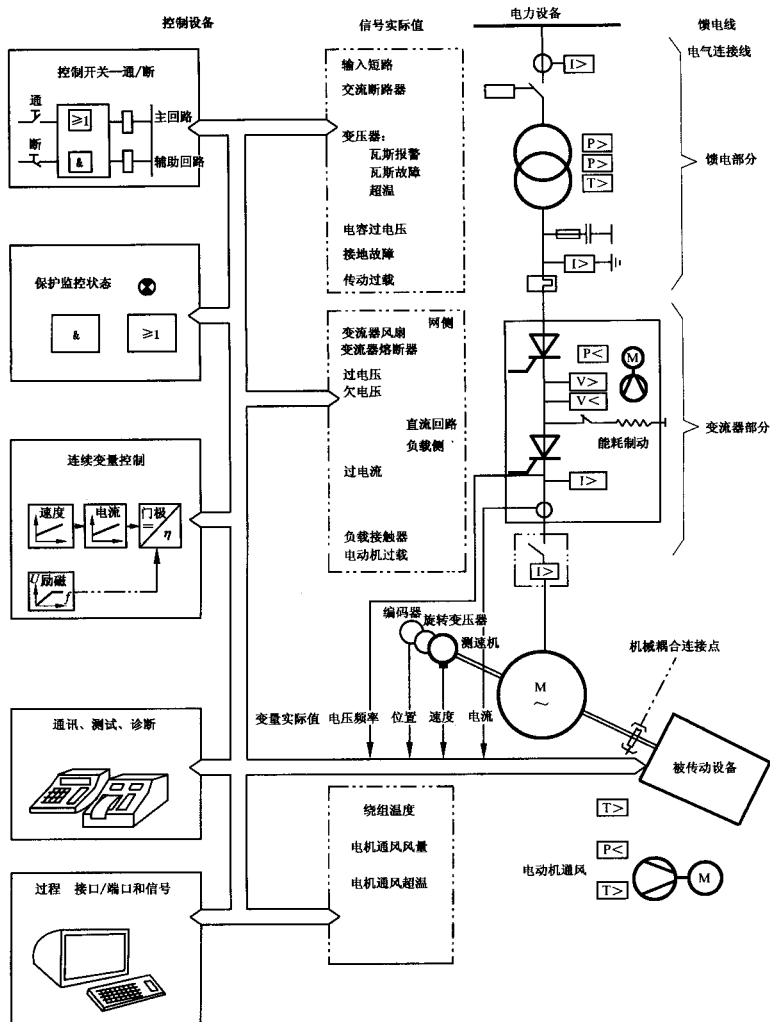 控制设备
信号实际值
电力设备
馈电线
电气连接线
控制开关—通/断
通
≥1
主回路
断
&
辅助回路
输入短路
交流断路器
变压器:
瓦斯报警
瓦斯故障
超温
电容过电压
接地故障
传动过载
I>
P>
P>
T>
I>
馈电部分
保护监控状态
&
≥1
网侧
变流器风扇
变流器熔断器
过电压
欠电压
直流回路
负载侧
过电流
负载接触器
电动机过载
P<
M
V>
V<
能耗制动
I>
变流器部分
I>
连续变量控制
速度
电流
门极
=
η
U
励磁
f
编码器
旋转变压器
测速机
M
~
机械耦合连接点
变量实际值
电压频率
位置
速度
电流
被传动设备
通讯、测试、诊断
绕组温度
电机通风风量
电机通风超温
T>
P<
T>
电动机通风
M
过程 接口/端口和信号